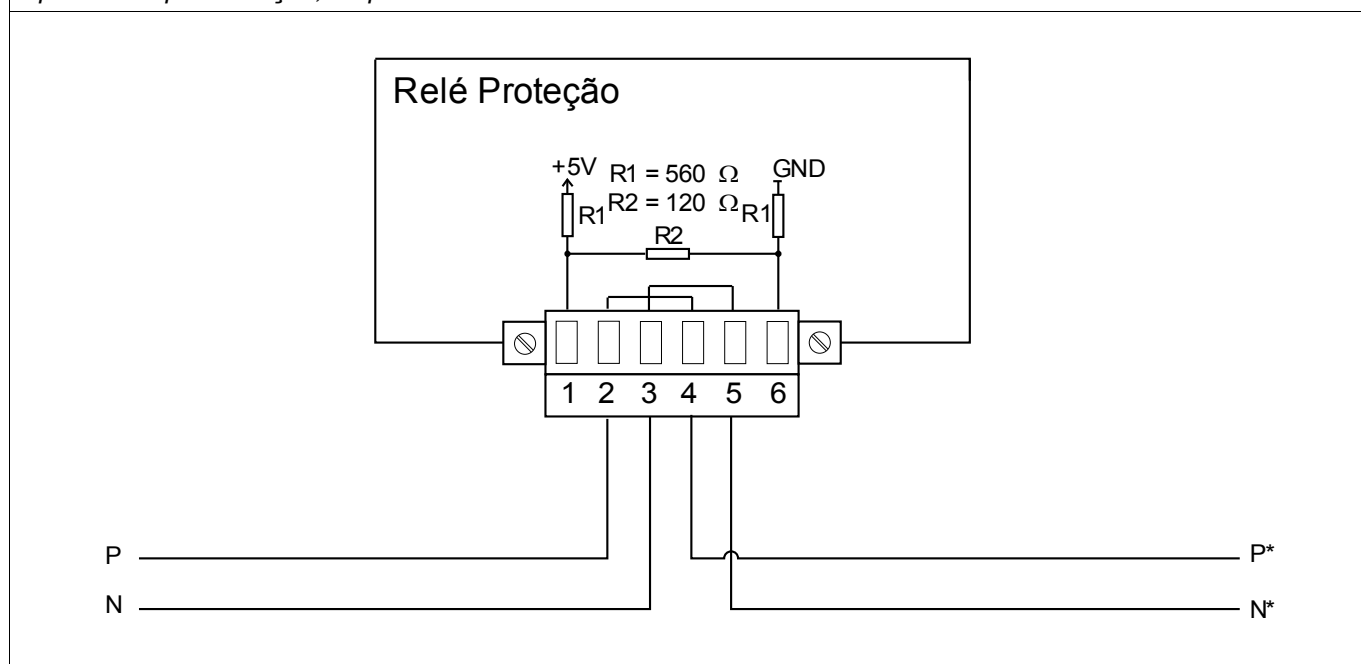 Relé Proteção
+5V R1 = 560 Ω GND
R1 R2 = 120 Ω R1
R2
1 2 3 4 5 6
P P*
N N*